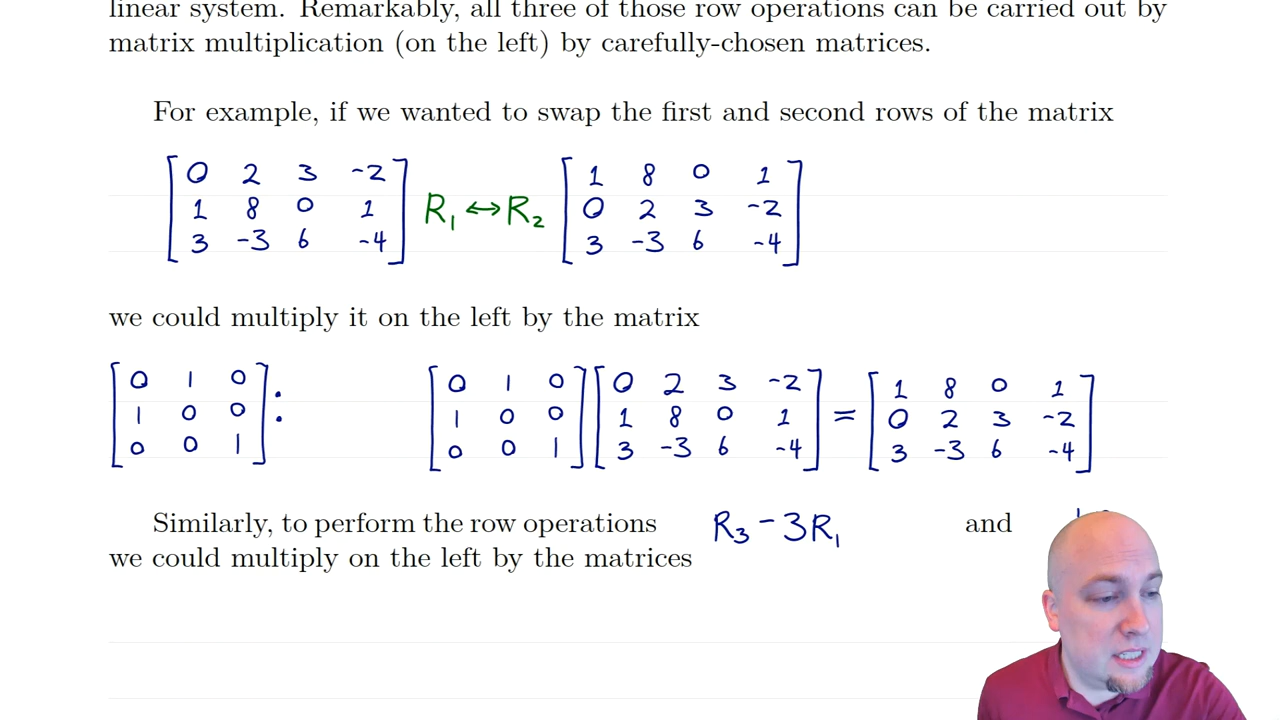 linear system. Remarkably, all three of those row operations can be carried out by
matrix multiplication (on the left) by carefully-chosen matrices.
For example, if we wanted to swap the first and second rows of the matrix
[0 2 3 -2
1 8 0 1
3 -3 6 -4] R₁ ↔ R₂ [1 8 0 1
0 2 3 -2
3 -3 6 -4]
we could multiply it on the left by the matrix
[0 1 0
1 0 0
0 0 1] :
[0 1 0
1 0 0
0 0 1] [0 2 3 -2
1 8 0 1
3 -3 6 -4] = [1 8 0 1
0 2 3 -2
3 -3 6 -4]
Similarly, to perform the row operations R₃ - 3R₁ and
we could multiply on the left by the matrices